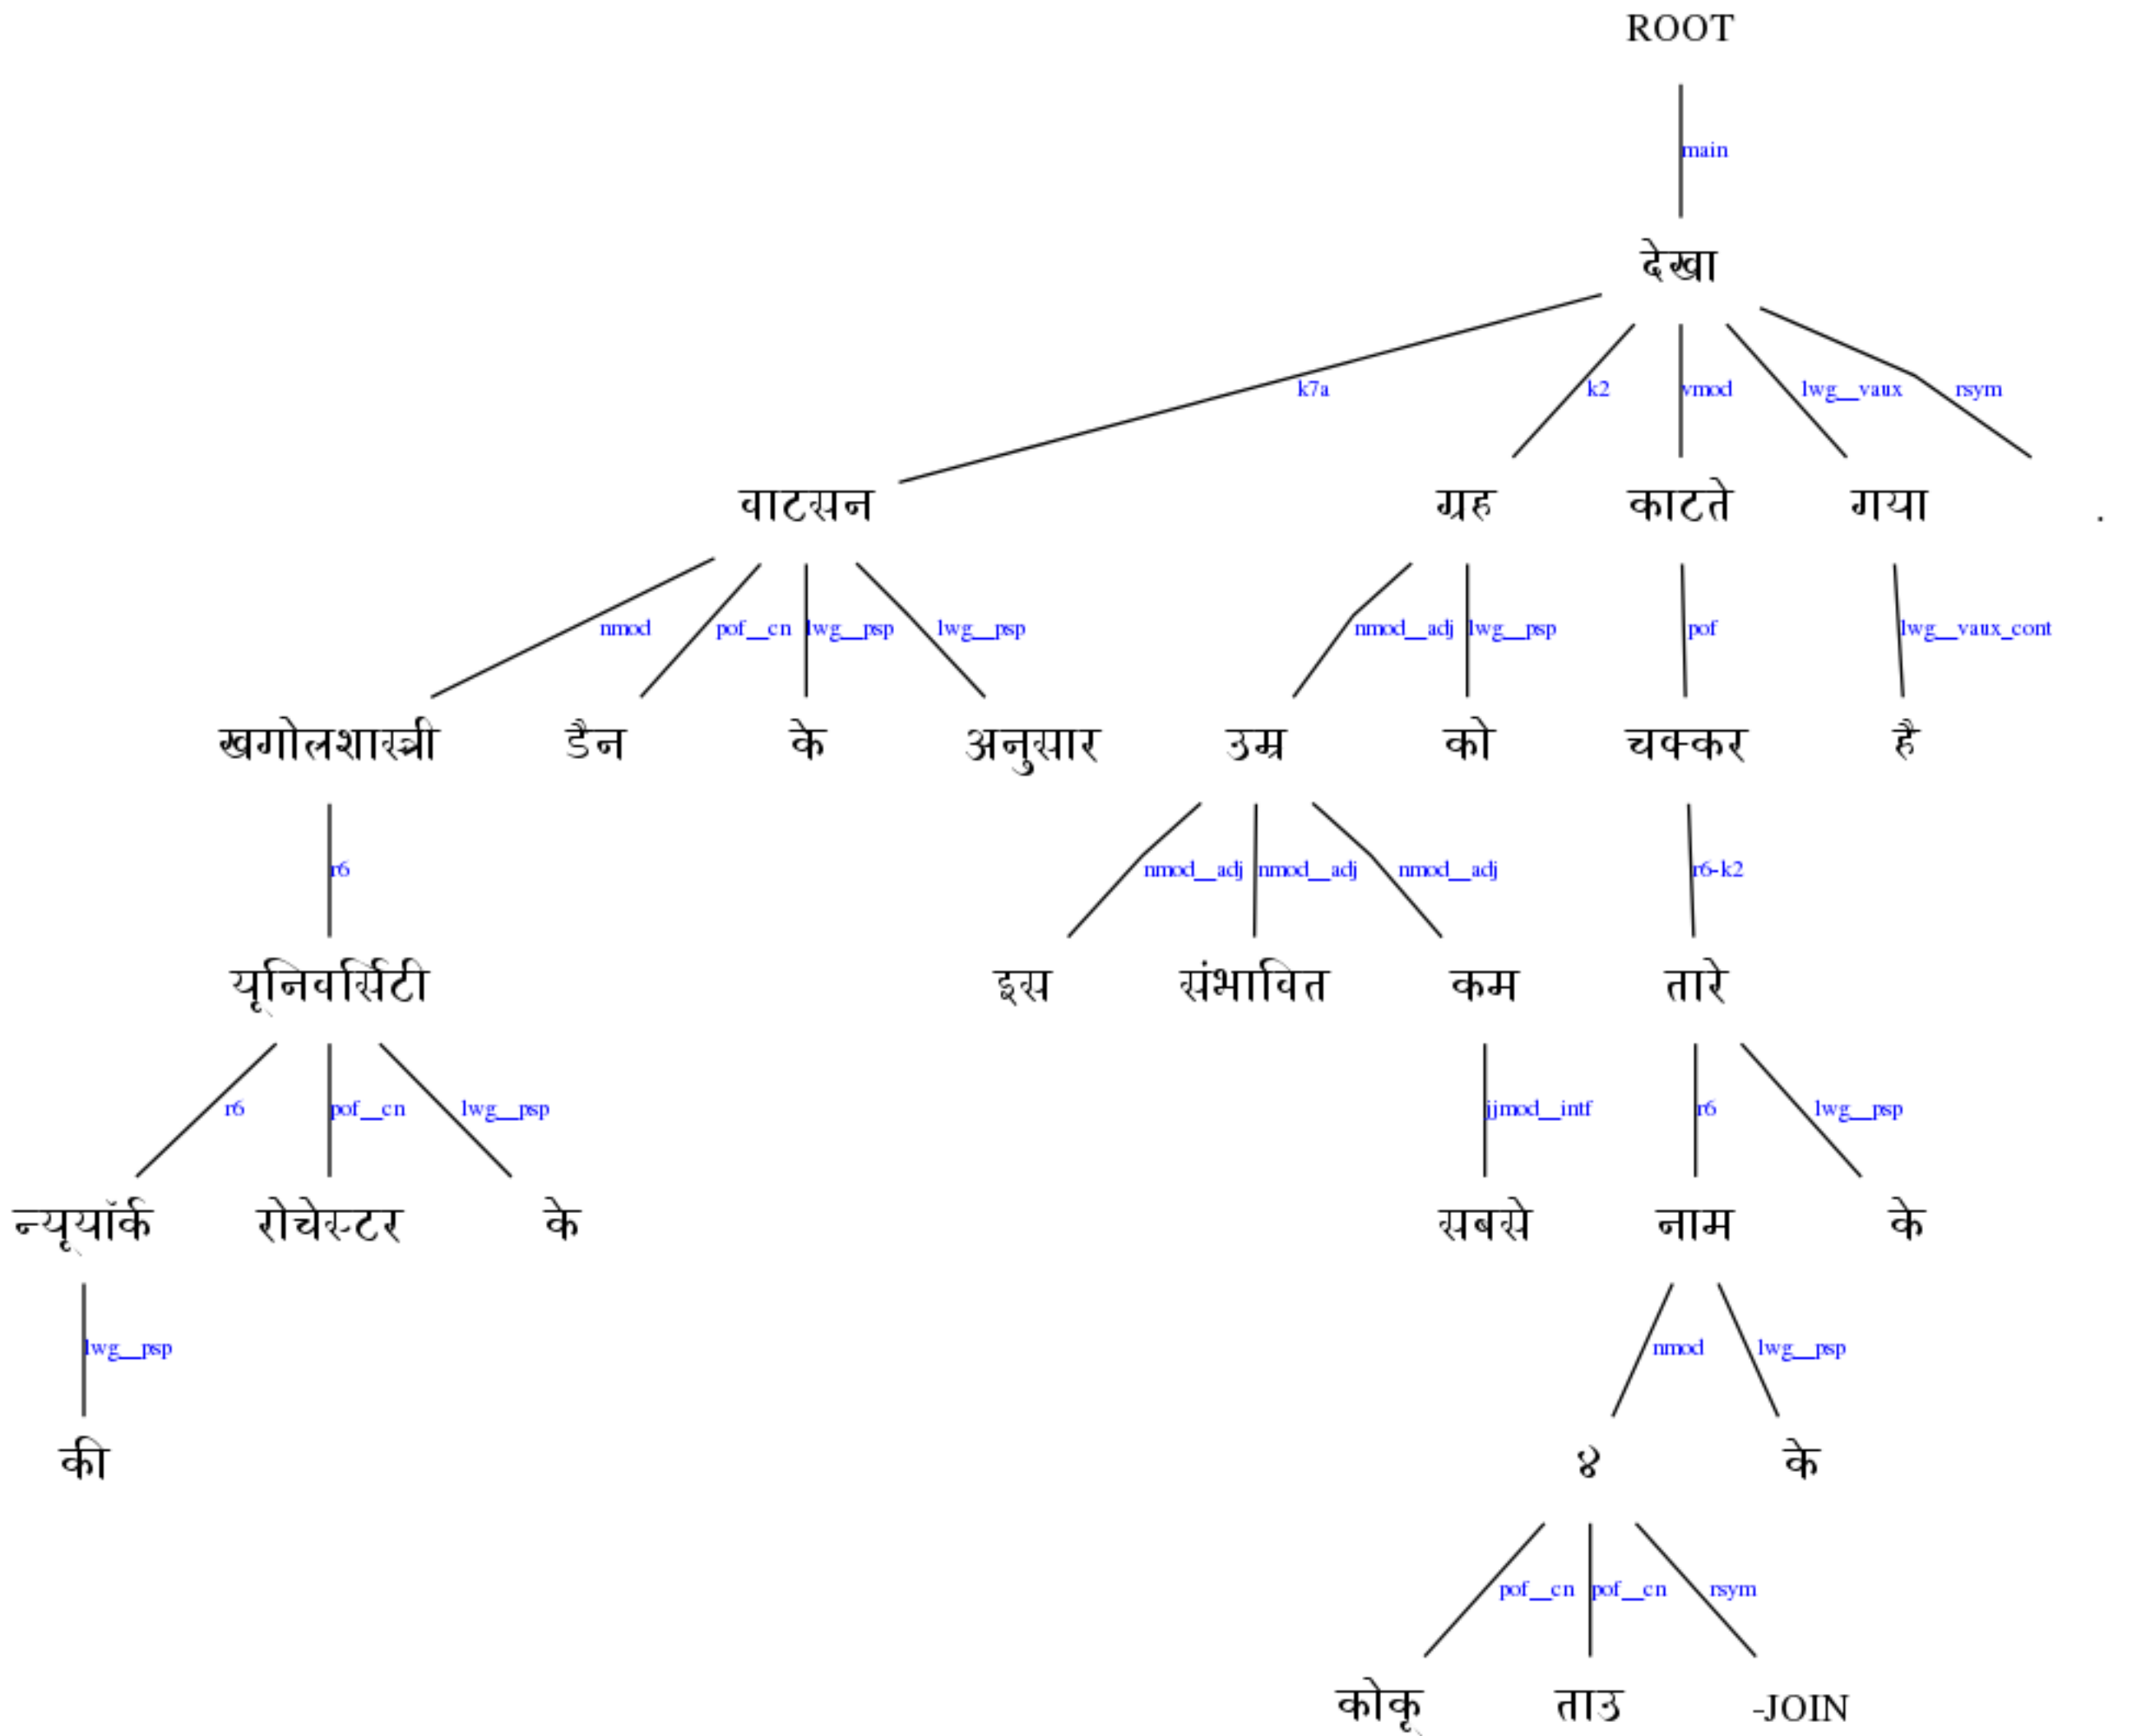 ROOT
main
देखा
k7a k2 vmod lwg__vaux rsym
वाटसन ग्रह काटते गया .
nmod pof__cn lwg__psp lwg__psp nmod__adj lwg__psp pof lwg__vaux_cont
खगोलशास्त्री डैन के अनुसार उम्र को चक्कर है
r6 nmod__adj nmod__adj nmod__adj r6-k2
यूनिवर्सिटी इस संभावित कम तारे
r6 pof__cn lwg__psp jjmod__intf r6 lwg__psp
न्यूयॉर्क रोचेस्टर के सबसे नाम के
lwg__psp nmod lwg__psp
की ४ के
pof__cn pof__cn rsym
कोकू ताउ -JOIN